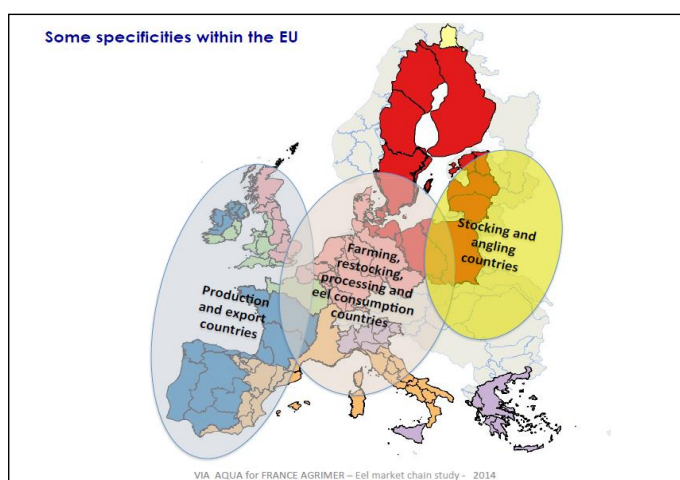 Some specificities within the EU
Production
and export
countries
Farming,
restocking,
processing and
eel consumption
countries
Stocking and
angling
countries
VIA AQUA for FRANCE AGRIMER – Eel market chain study - 2014